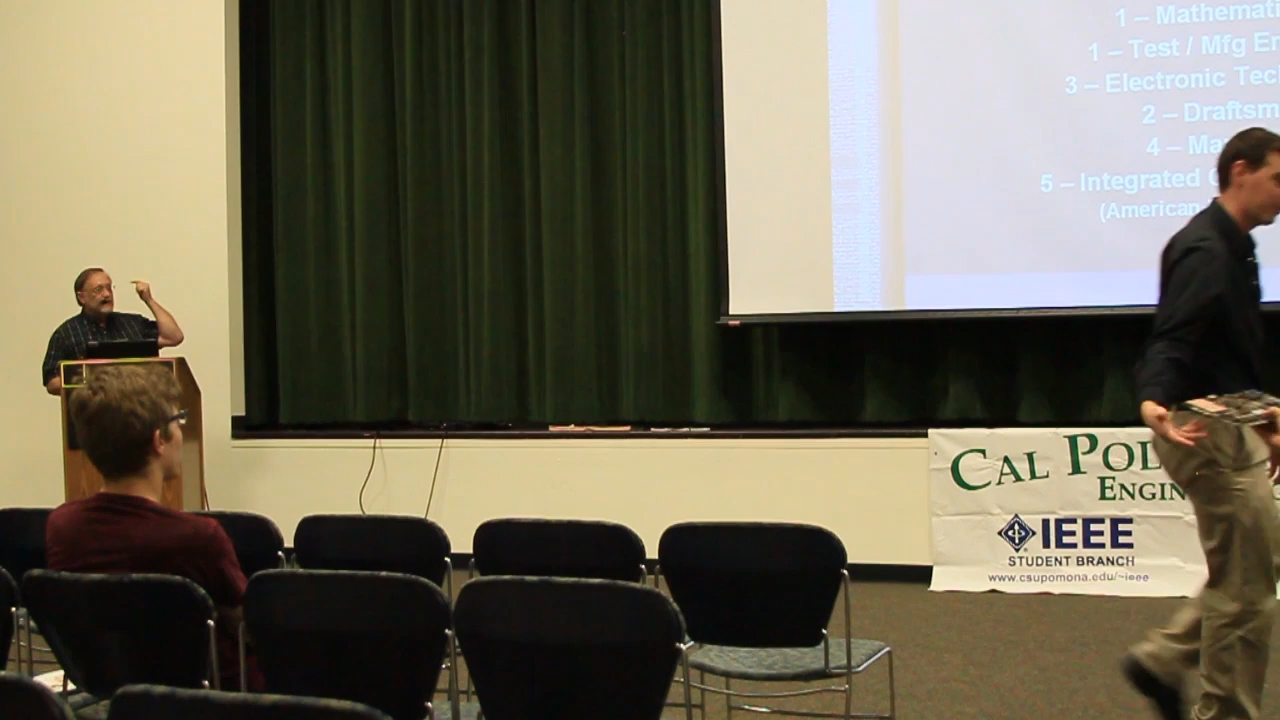 1 – Mathemati
1 – Test / Mfg En
3 – Electronic Tec
2 – Draftsm
4 – Ma
5 – Integrated C
(American
CAL POL
ENGIN
IEEE
STUDENT BRANCH
www.csupomona.edu/~ieee